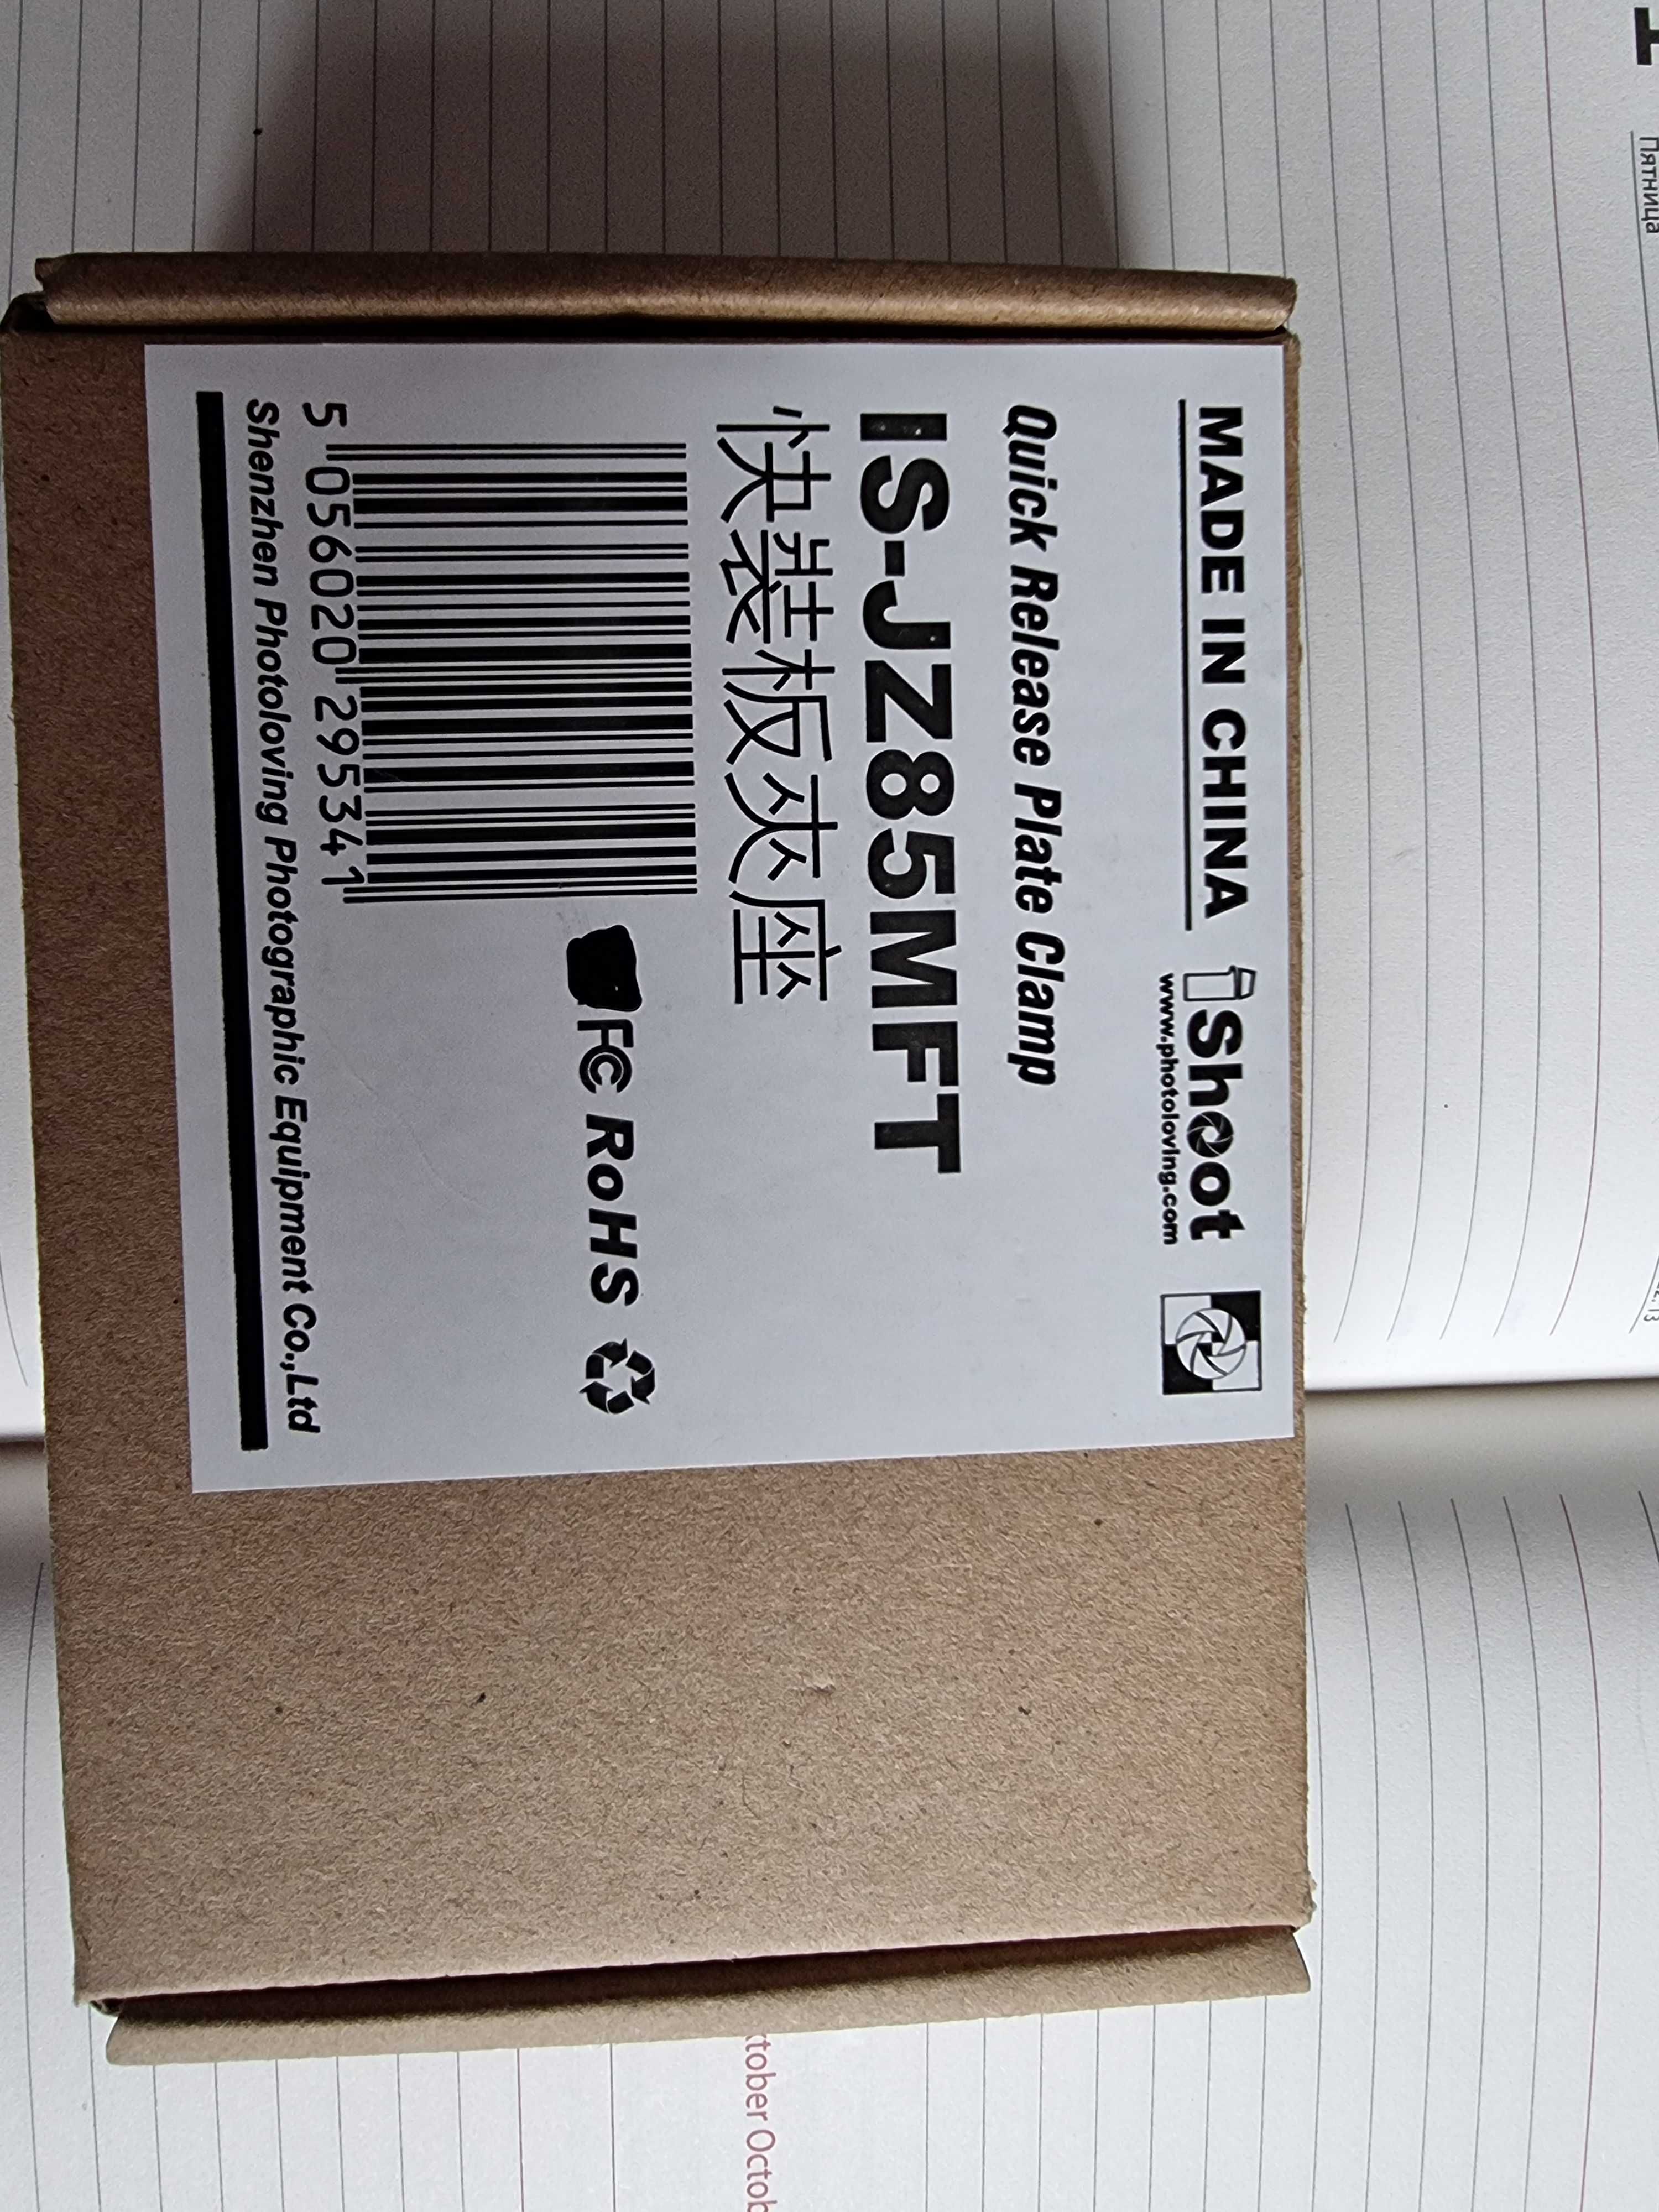 MADE IN CHINA
iShoot
www.photoloving.com
Quick Release Plate Clamp
IS-JZ85MFT
快装板夹座
FC RoHS
5 056020 295341
Shenzhen Photoloving Photographic Equipment Co.,Ltd
Пятница
October